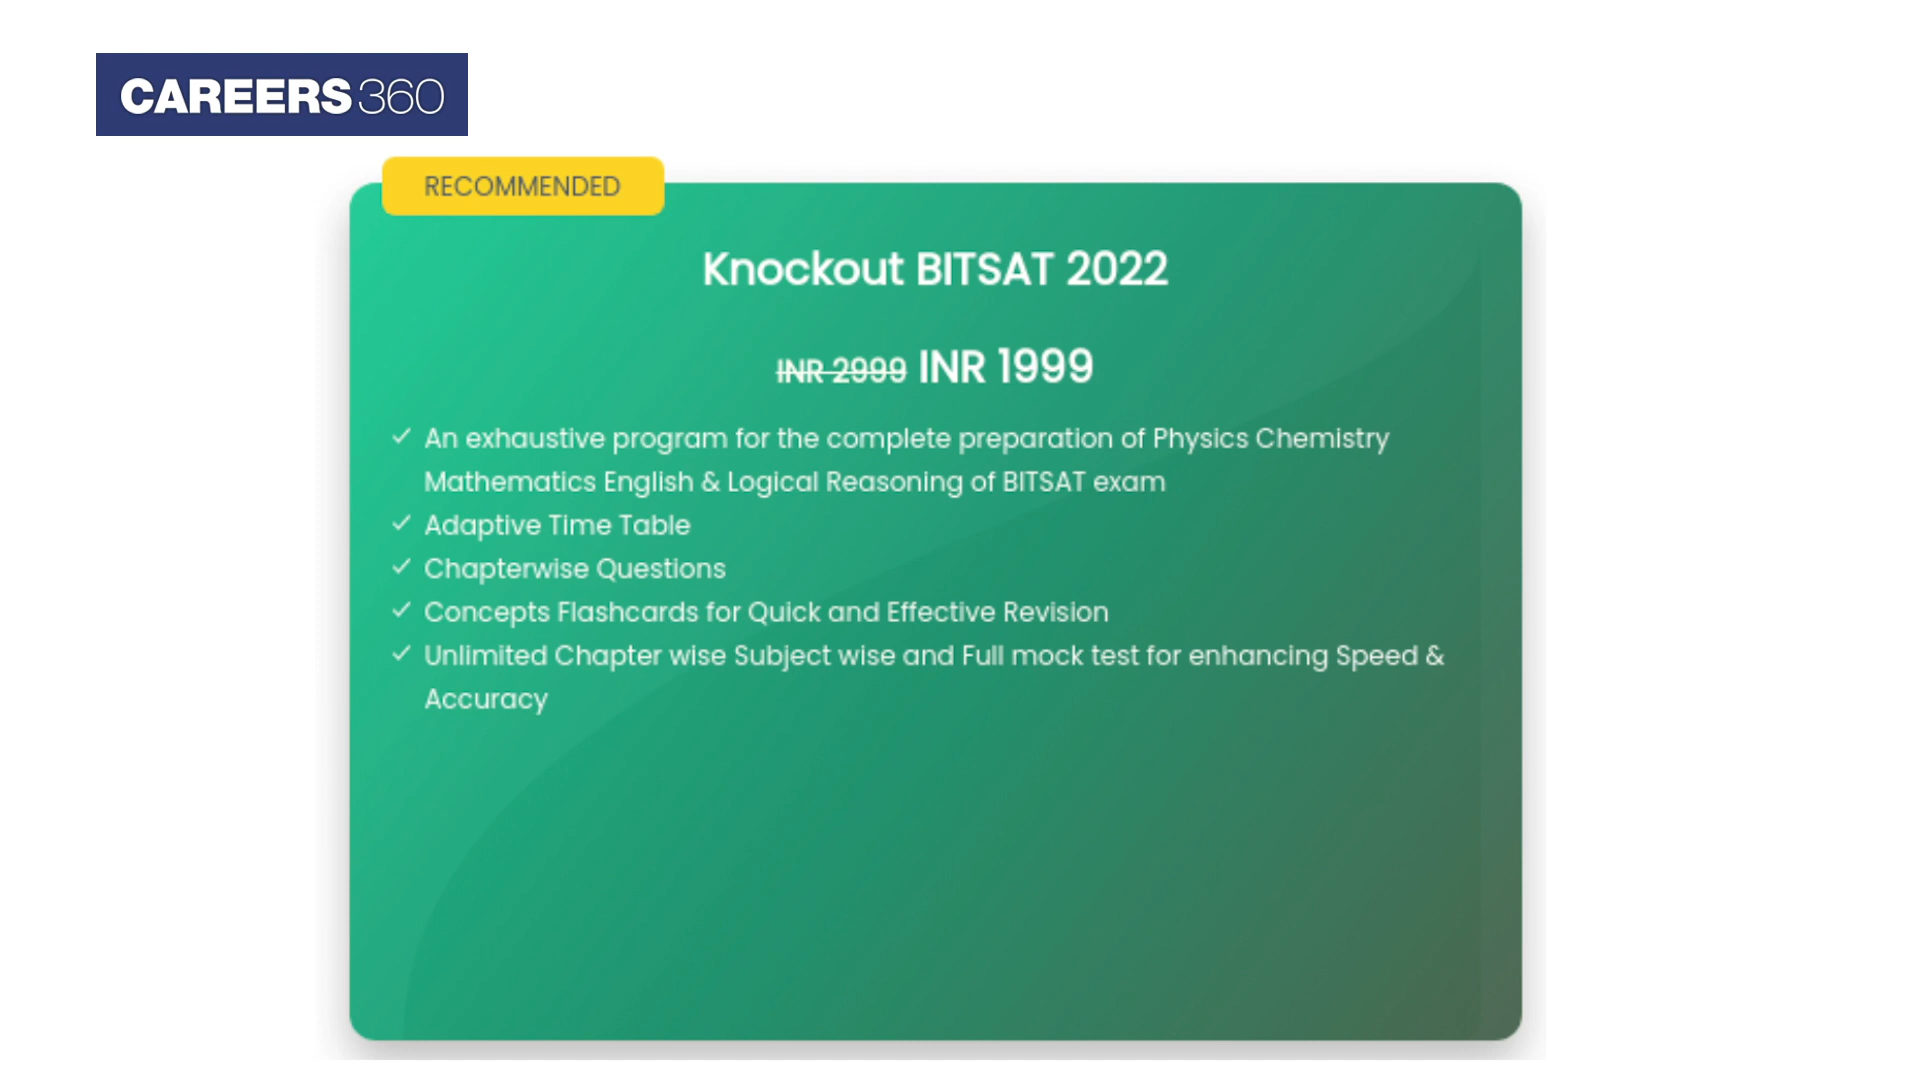 CAREERS360
RECOMMENDED
Knockout BITSAT 2022
INR 2999 INR 1999
An exhaustive program for the complete preparation of Physics Chemistry
Mathematics English & Logical Reasoning of BITSAT exam
Adaptive Time Table
Chapterwise Questions
Concepts Flashcards for Quick and Effective Revision
Unlimited Chapter wise Subject wise and Full mock test for enhancing Speed &
Accuracy